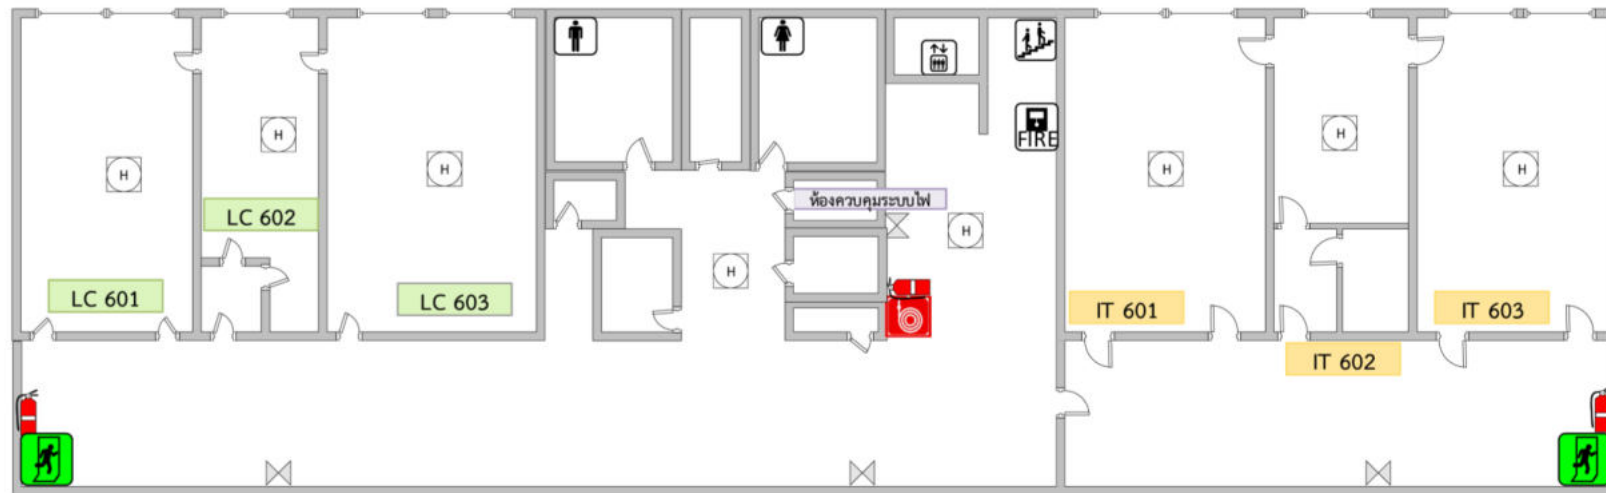 H
H
H
H
H
H
H
H
FIRE
LC 601
LC 602
LC 603
ห้องควบคุมระบบไฟ
IT 601
IT 602
IT 603